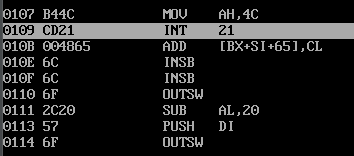 0107 B44C MOV AH,4C
0109 CD21 INT 21
010B 004865 ADD [BX+SI+65],CL
010E 6C INSB
010F 6C INSB
0110 6F OUTSW
0111 2C20 SUB AL,20
0113 57 PUSH DI
0114 6F OUTSW